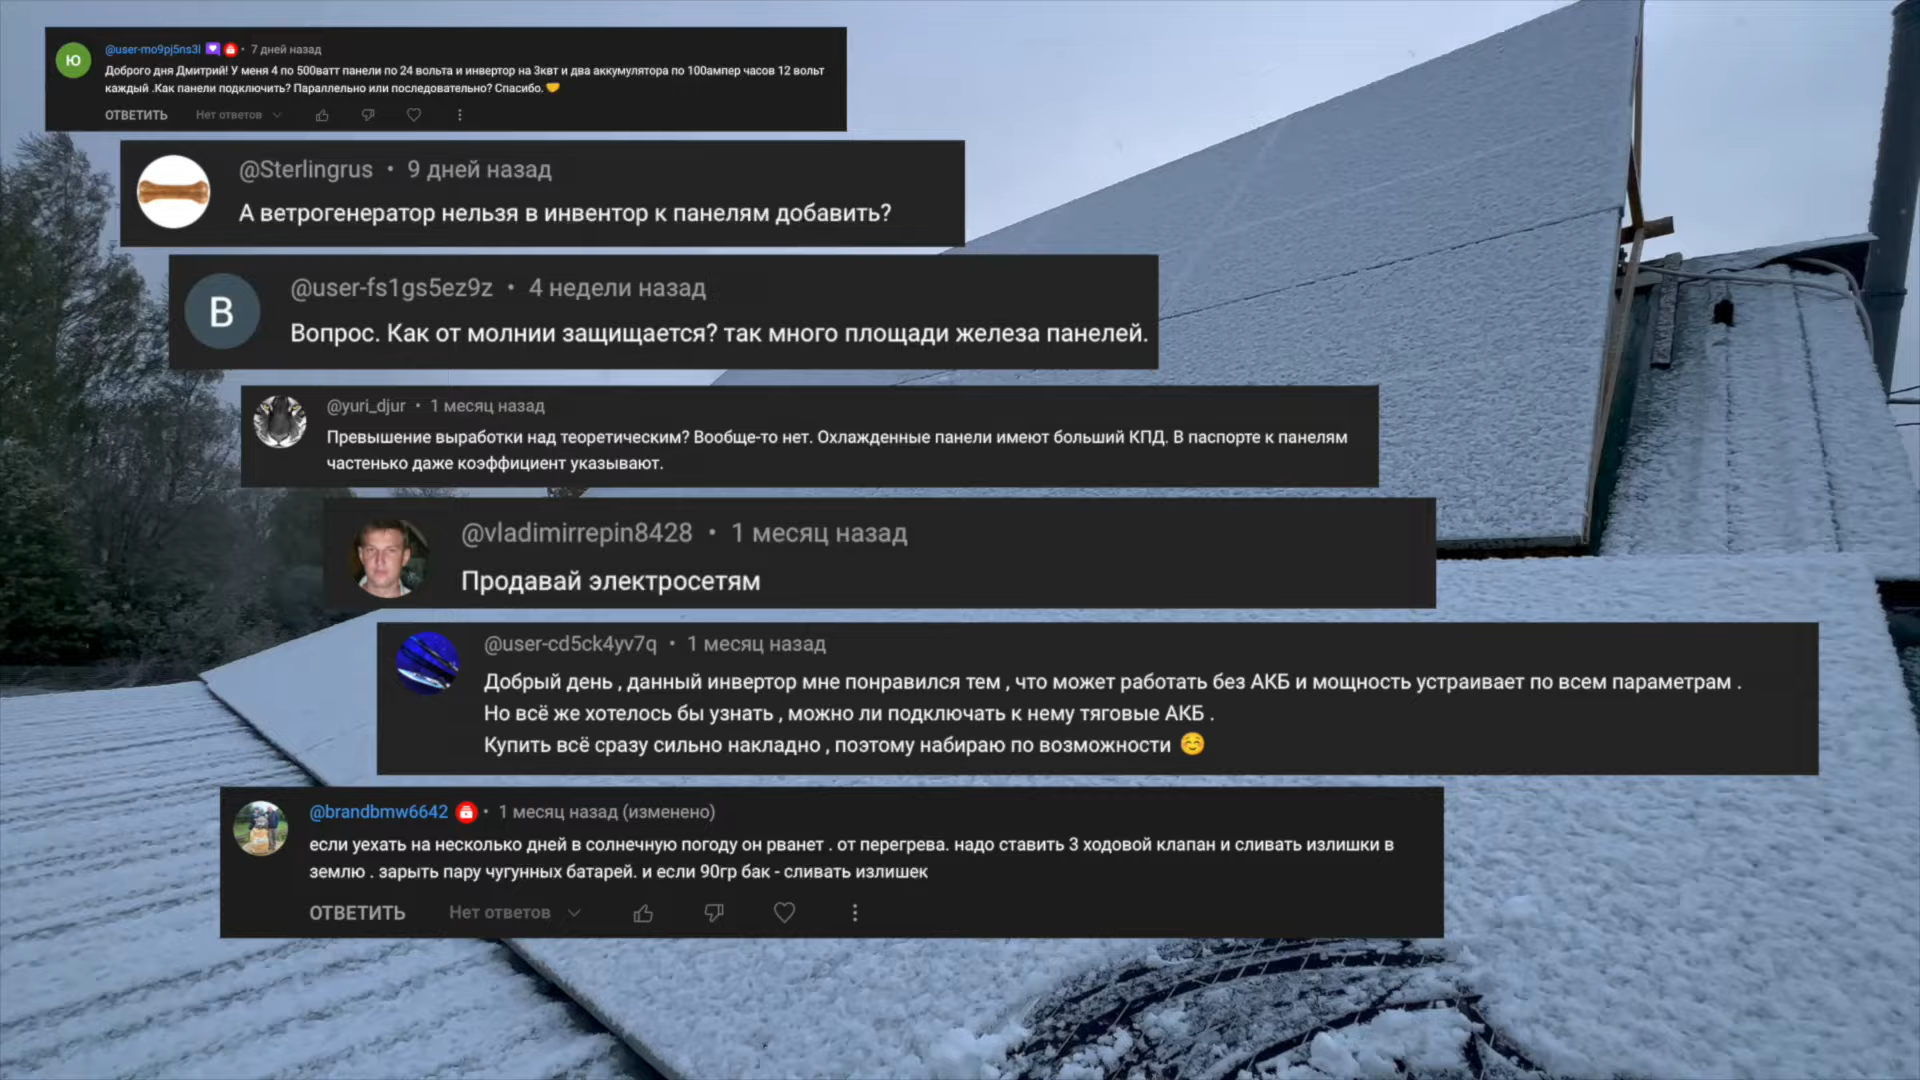 Ю
@user-mo9pj5ns3l • 7 дней назад
Доброго дня Дмитрий! У меня 4 по 500ватт панели по 24 вольта и инвертор на 3квт и два аккумулятора по 100ампер часов 12 вольт
каждый .Как панели подключить? Параллельно или последовательно? Спасибо. 🤝
ОТВЕТИТЬ Нет ответов
@Sterlingrus • 9 дней назад
А ветрогенератор нельзя в инвентор к панелям добавить?
В
@user-fs1gs5ez9z • 4 недели назад
Вопрос. Как от молнии защищается? так много площади железа панелей.
@yuri_djur • 1 месяц назад
Превышение выработки над теоретическим? Вообще-то нет. Охлажденные панели имеют больший КПД. В паспорте к панелям
частенько даже коэффициент указывают.
@vladimirrepin8428 • 1 месяц назад
Продавай электросетям
@user-cd5ck4yv7q • 1 месяц назад
Добрый день , данный инвертор мне понравился тем , что может работать без АКБ и мощность устраивает по всем параметрам .
Но всё же хотелось бы узнать , можно ли подключать к нему тяговые АКБ .
Купить всё сразу сильно накладно , поэтому набираю по возможности ☺️
@brandbmw6642 • 1 месяц назад (изменено)
если уехать на несколько дней в солнечную погоду он рванет . от перегрева. надо ставить 3 ходовой клапан и сливать излишки в
землю . зарыть пару чугунных батарей. и если 90гр бак - сливать излишек
ОТВЕТИТЬ Нет ответов